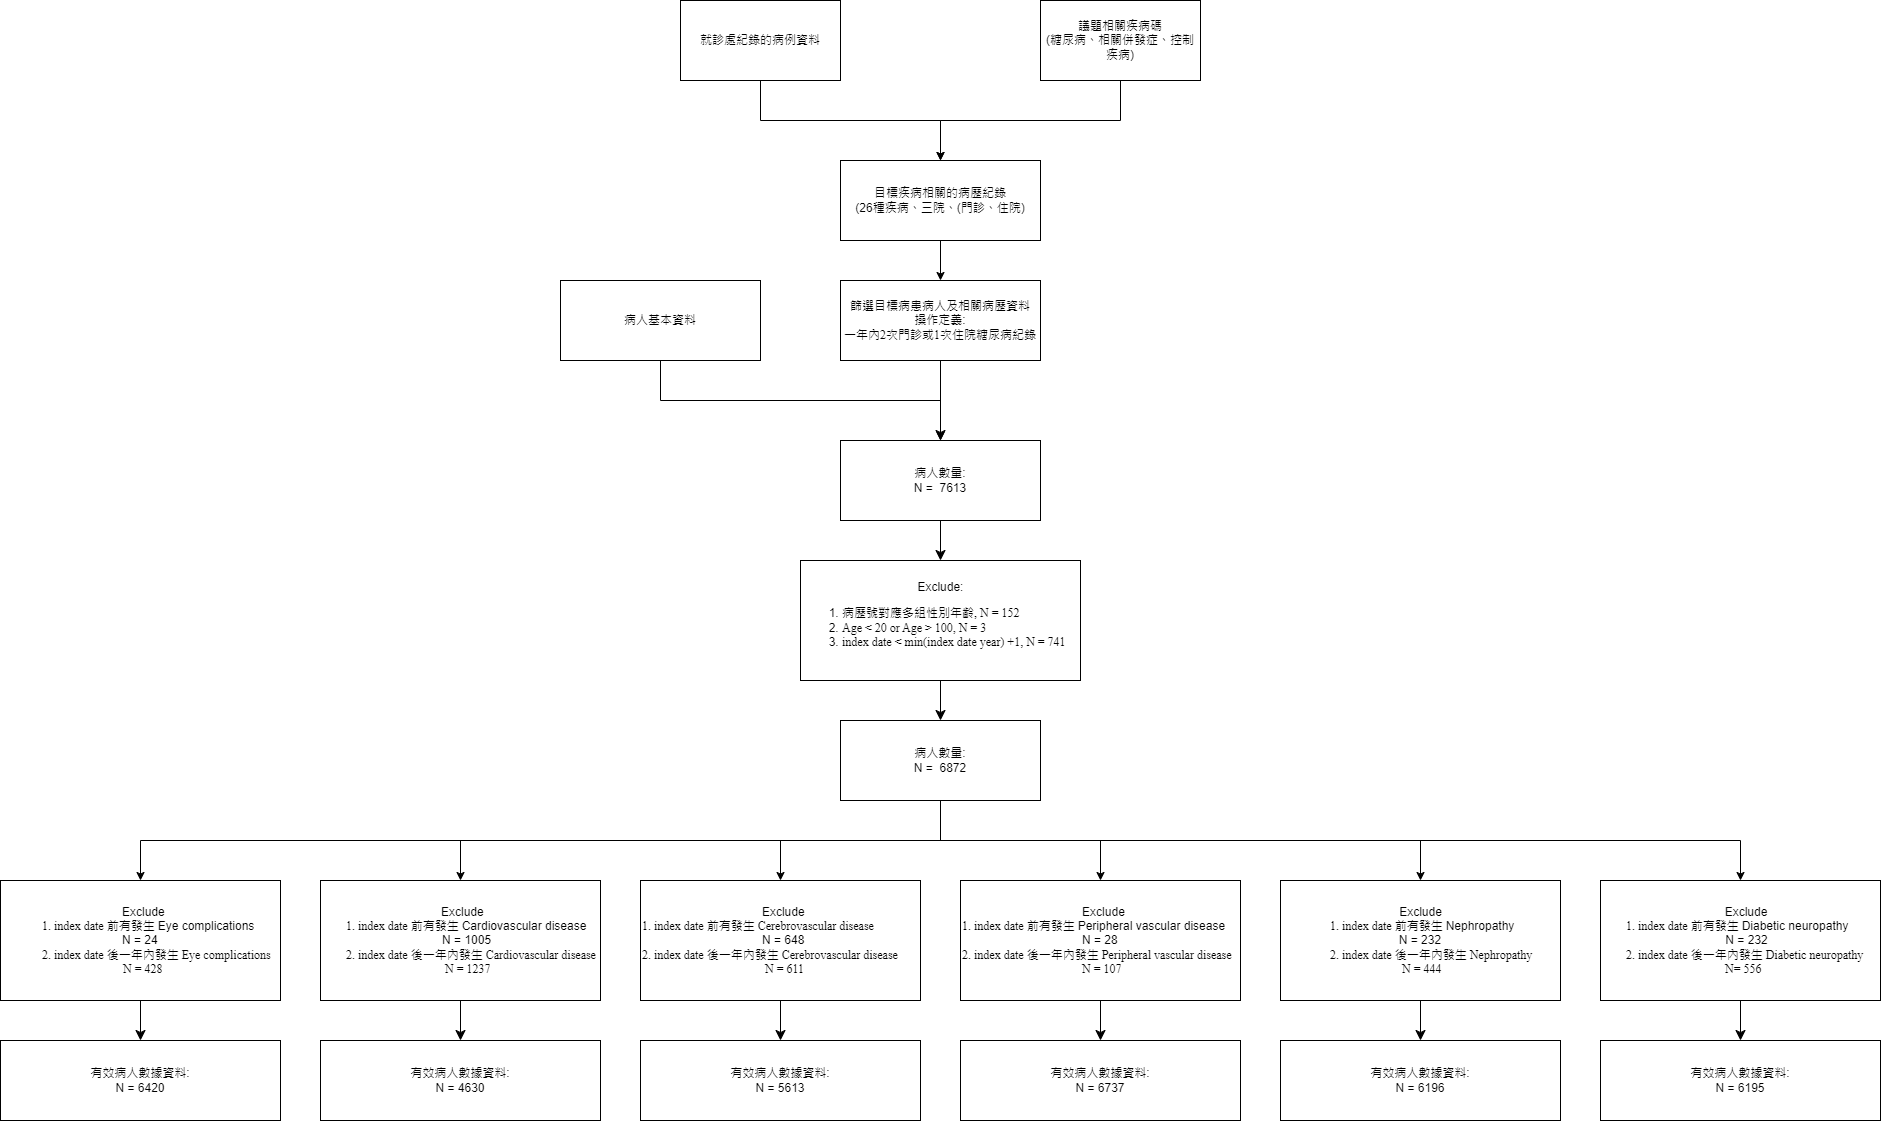 就診處紀錄的病例資料
議題相關疾病碼
(糖尿病、相關併發症、控制
疾病)
目標疾病相關的病歷紀錄
(26種疾病、三院、(門診、住院)
病人基本資料
篩選目標病患病人及相關病歷資料
操作定義:
一年內2次門診或1次住院糖尿病紀錄
病人數量:
N = 7613
Exclude:
1. 病歷號對應多組性別年齡, N = 152
2. Age < 20 or Age > 100, N = 3
3. index date < min(index date year) +1, N = 741
病人數量:
N = 6872
Exclude
1. index date 前有發生 Eye complications
N = 24
2. index date 後一年內發生 Eye complications
N = 428
Exclude
1. index date 前有發生 Cardiovascular disease
N = 1005
2. index date 後一年內發生 Cardiovascular disease
N = 1237
Exclude
1. index date 前有發生 Cerebrovascular disease
N = 648
2. index date 後一年內發生 Cerebrovascular disease
N = 611
Exclude
1. index date 前有發生 Peripheral vascular disease
N = 28
2. index date 後一年內發生 Peripheral vascular disease
N = 107
Exclude
1. index date 前有發生 Nephropathy
N = 232
2. index date 後一年內發生 Nephropathy
N = 444
Exclude
1. index date 前有發生 Diabetic neuropathy
N = 232
2. index date 後一年內發生 Diabetic neuropathy
N= 556
有效病人數據資料:
N = 6420
有效病人數據資料:
N = 4630
有效病人數據資料:
N = 5613
有效病人數據資料:
N = 6737
有效病人數據資料:
N = 6196
有效病人數據資料:
N = 6195